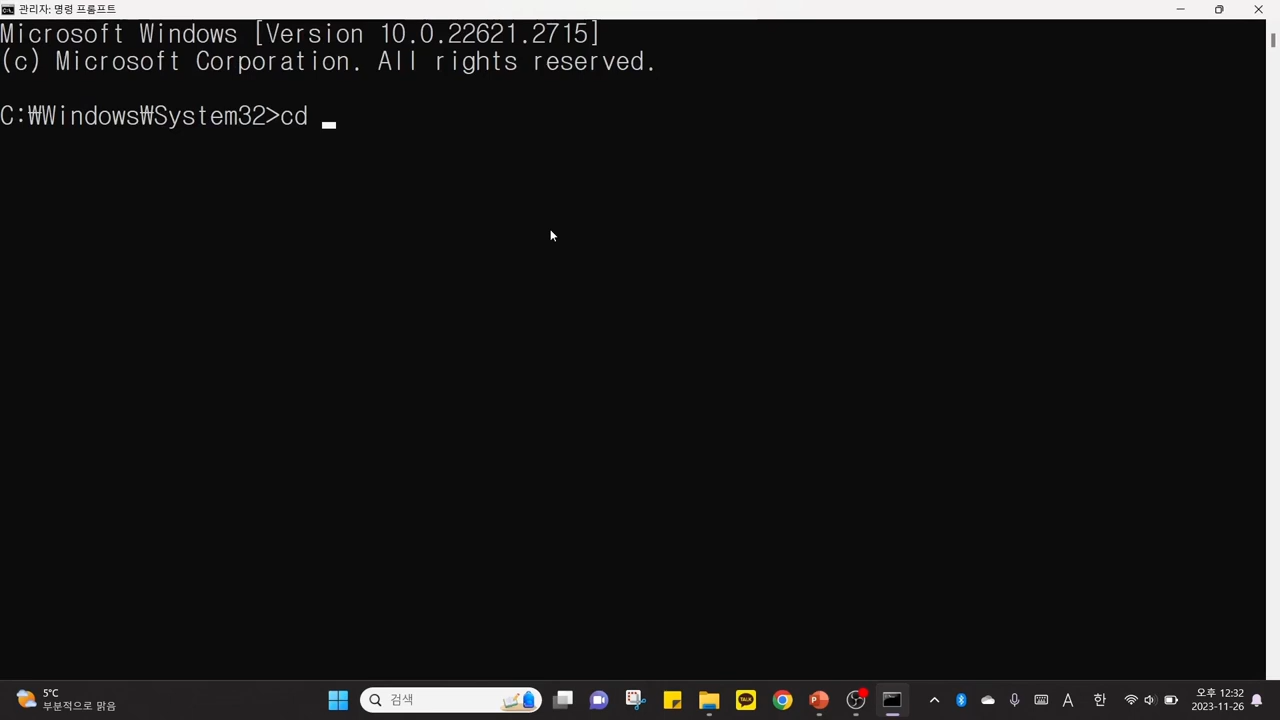 관리자: 명령 프롬프트
Microsoft Windows [Version 10.0.22621.2715]
(c) Microsoft Corporation. All rights reserved.
C:₩Windows₩System32>cd
5°C
부분적으로 맑음
검색
TALK
A
한
오후 12:32
2023-11-26